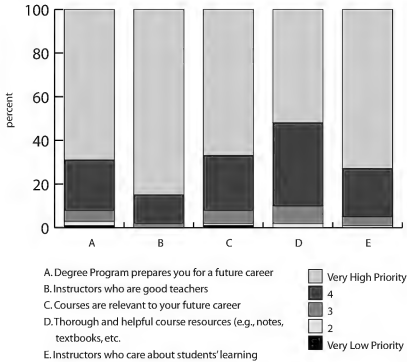 100
80
60
40
20
0
percent
A
B
C
D
E
A. Degree Program prepares you for a future career
B. Instructors who are good teachers
C. Courses are relevant to your future career
D. Thorough and helpful course resources (e.g., notes,
textbooks, etc.
E. Instructors who care about students' learning
Very High Priority
4
3
2
Very Low Priority